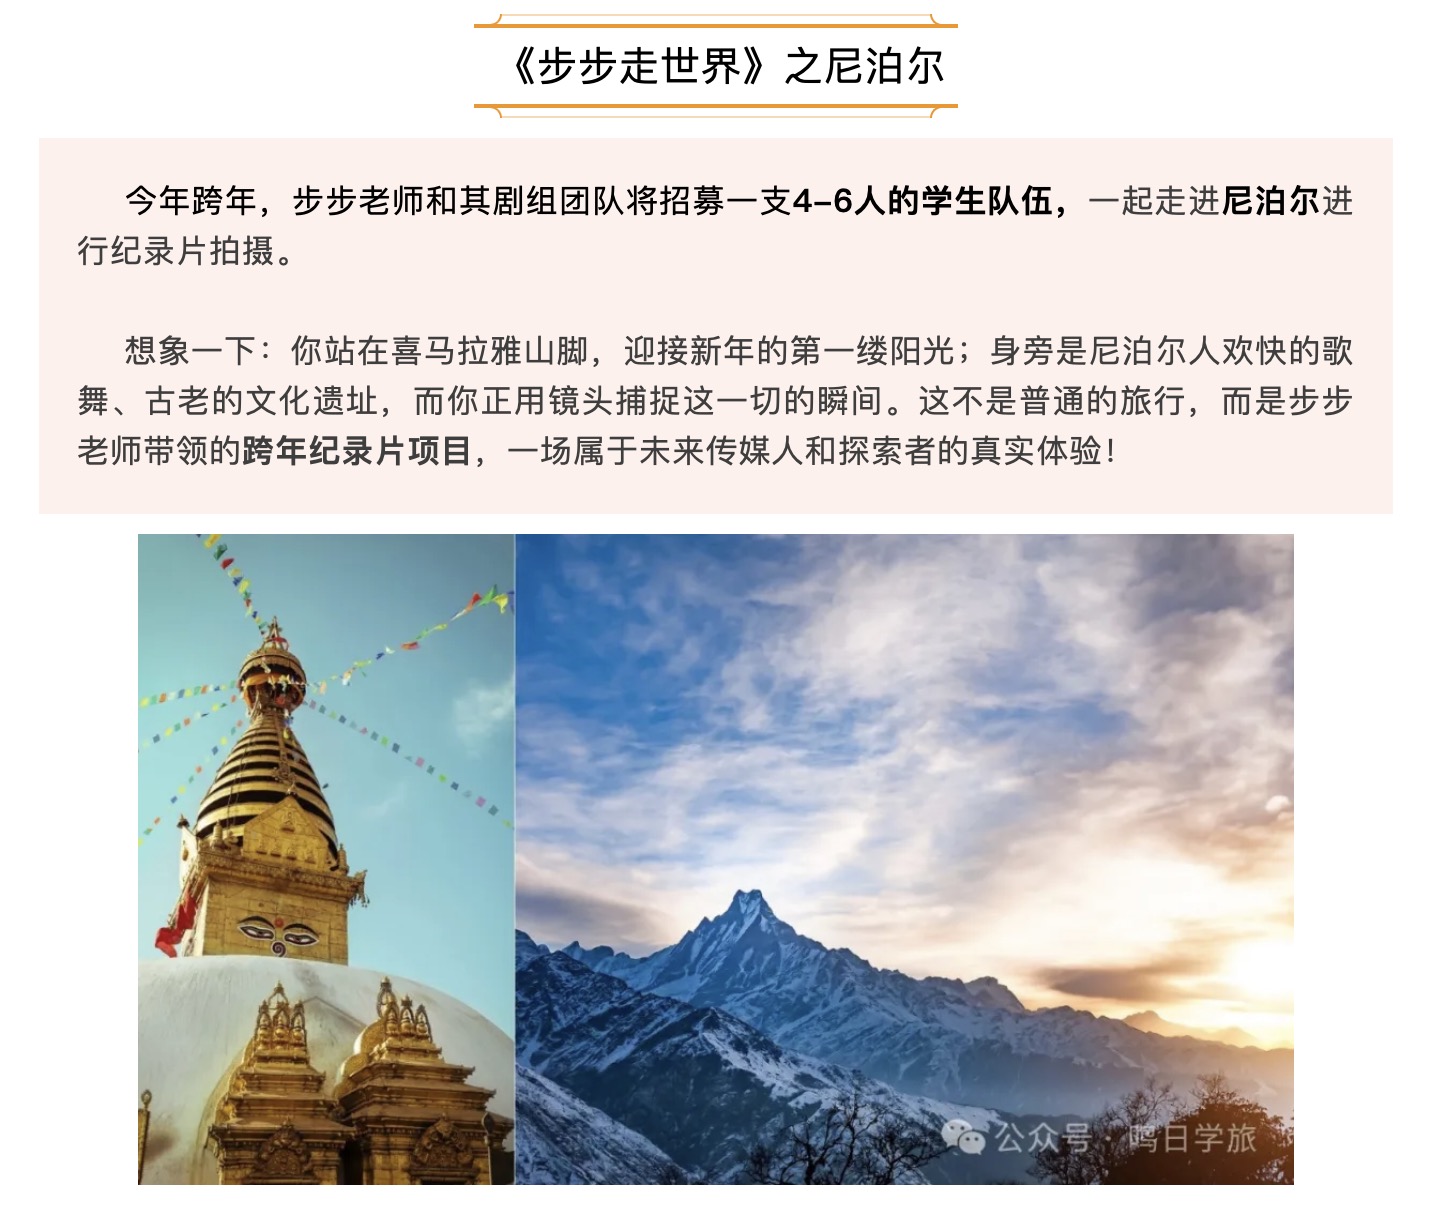 《步步走世界》之尼泊尔
今年跨年，步步老师和其剧组团队将招募一支4-6人的学生队伍，一起走进尼泊尔进
行纪录片拍摄。
想象一下：你站在喜马拉雅山脚，迎接新年的第一缕阳光；身旁是尼泊尔人欢快的歌
舞、古老的文化遗址，而你正用镜头捕捉这一切的瞬间。这不是普通的旅行，而是步步
老师带领的跨年纪录片项目，一场属于未来传媒人和探索者的真实体验！
公众号·鸣日学旅